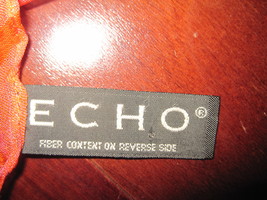 ECHO®
FIBER CONTENT ON REVERSE SIDE